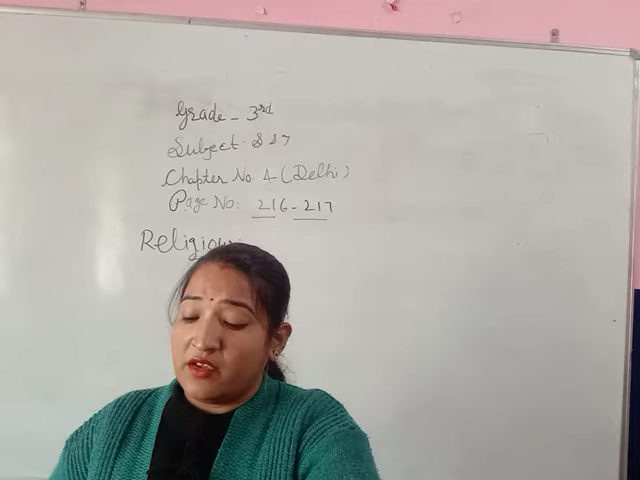 Grade - 3rd
Subject - SST
Chapter No 4 (Delhi)
Page No: 216 - 217
Religious